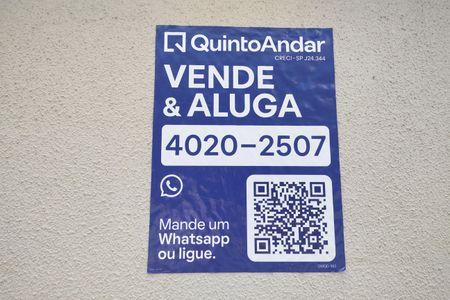 QuintoAndar
CRECI-SP J24.344
VENDE
& ALUGA
4020-2507
Mande um
Whatsapp
ou ligue.